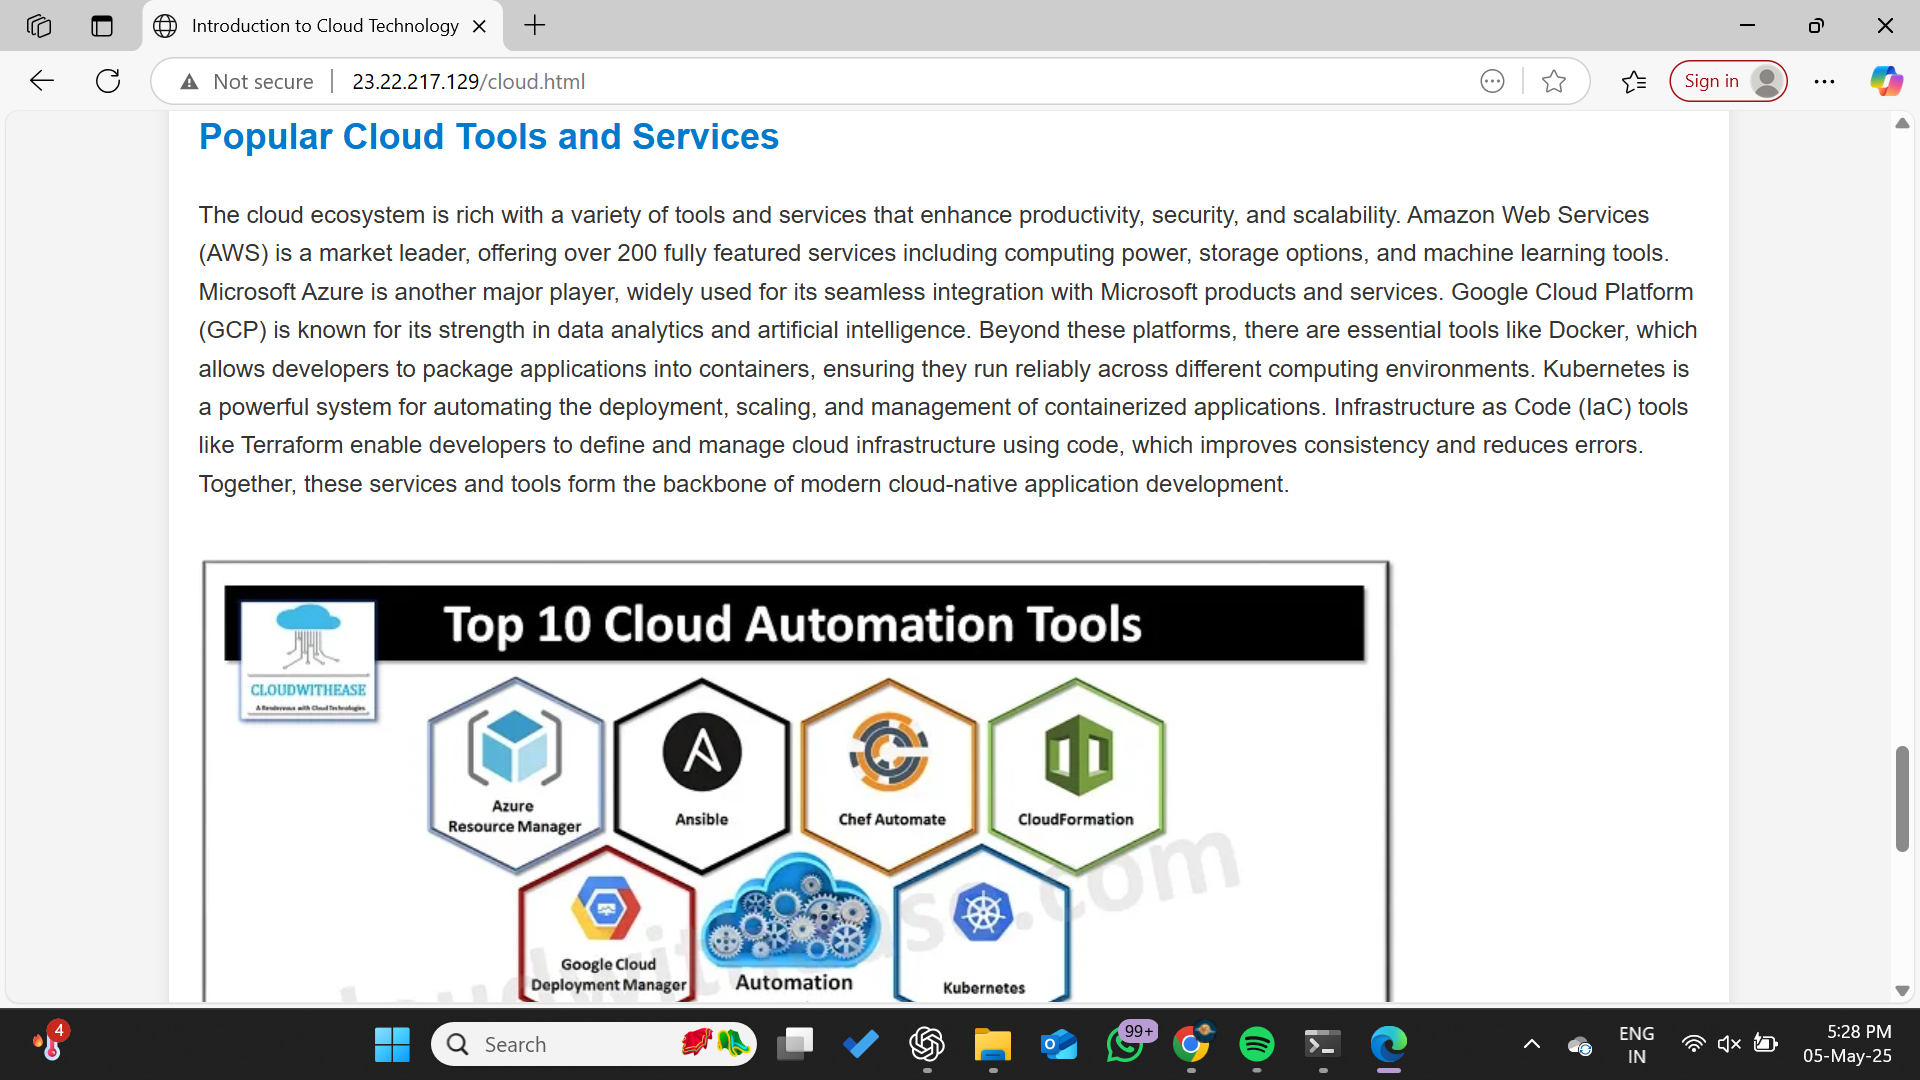 Introduction to Cloud Technology
Not secure
23.22.217.129/cloud.html
Sign in
Popular Cloud Tools and Services
The cloud ecosystem is rich with a variety of tools and services that enhance productivity, security, and scalability. Amazon Web Services
(AWS) is a market leader, offering over 200 fully featured services including computing power, storage options, and machine learning tools.
Microsoft Azure is another major player, widely used for its seamless integration with Microsoft products and services. Google Cloud Platform
(GCP) is known for its strength in data analytics and artificial intelligence. Beyond these platforms, there are essential tools like Docker, which
allows developers to package applications into containers, ensuring they run reliably across different computing environments. Kubernetes is
a powerful system for automating the deployment, scaling, and management of containerized applications. Infrastructure as Code (IaC) tools
like Terraform enable developers to define and manage cloud infrastructure using code, which improves consistency and reduces errors.
Together, these services and tools form the backbone of modern cloud-native application development.
Top 10 Cloud Automation Tools
CLOUDWITHEASE
A Rendezvous with Cloud Technologies
Azure
Resource Manager
Ansible
Chef Automate
CloudFormation
Google Cloud
Deployment Manager
Automation
Kubernetes
4
Search
99+
ENG
IN
5:28 PM
05-May-25